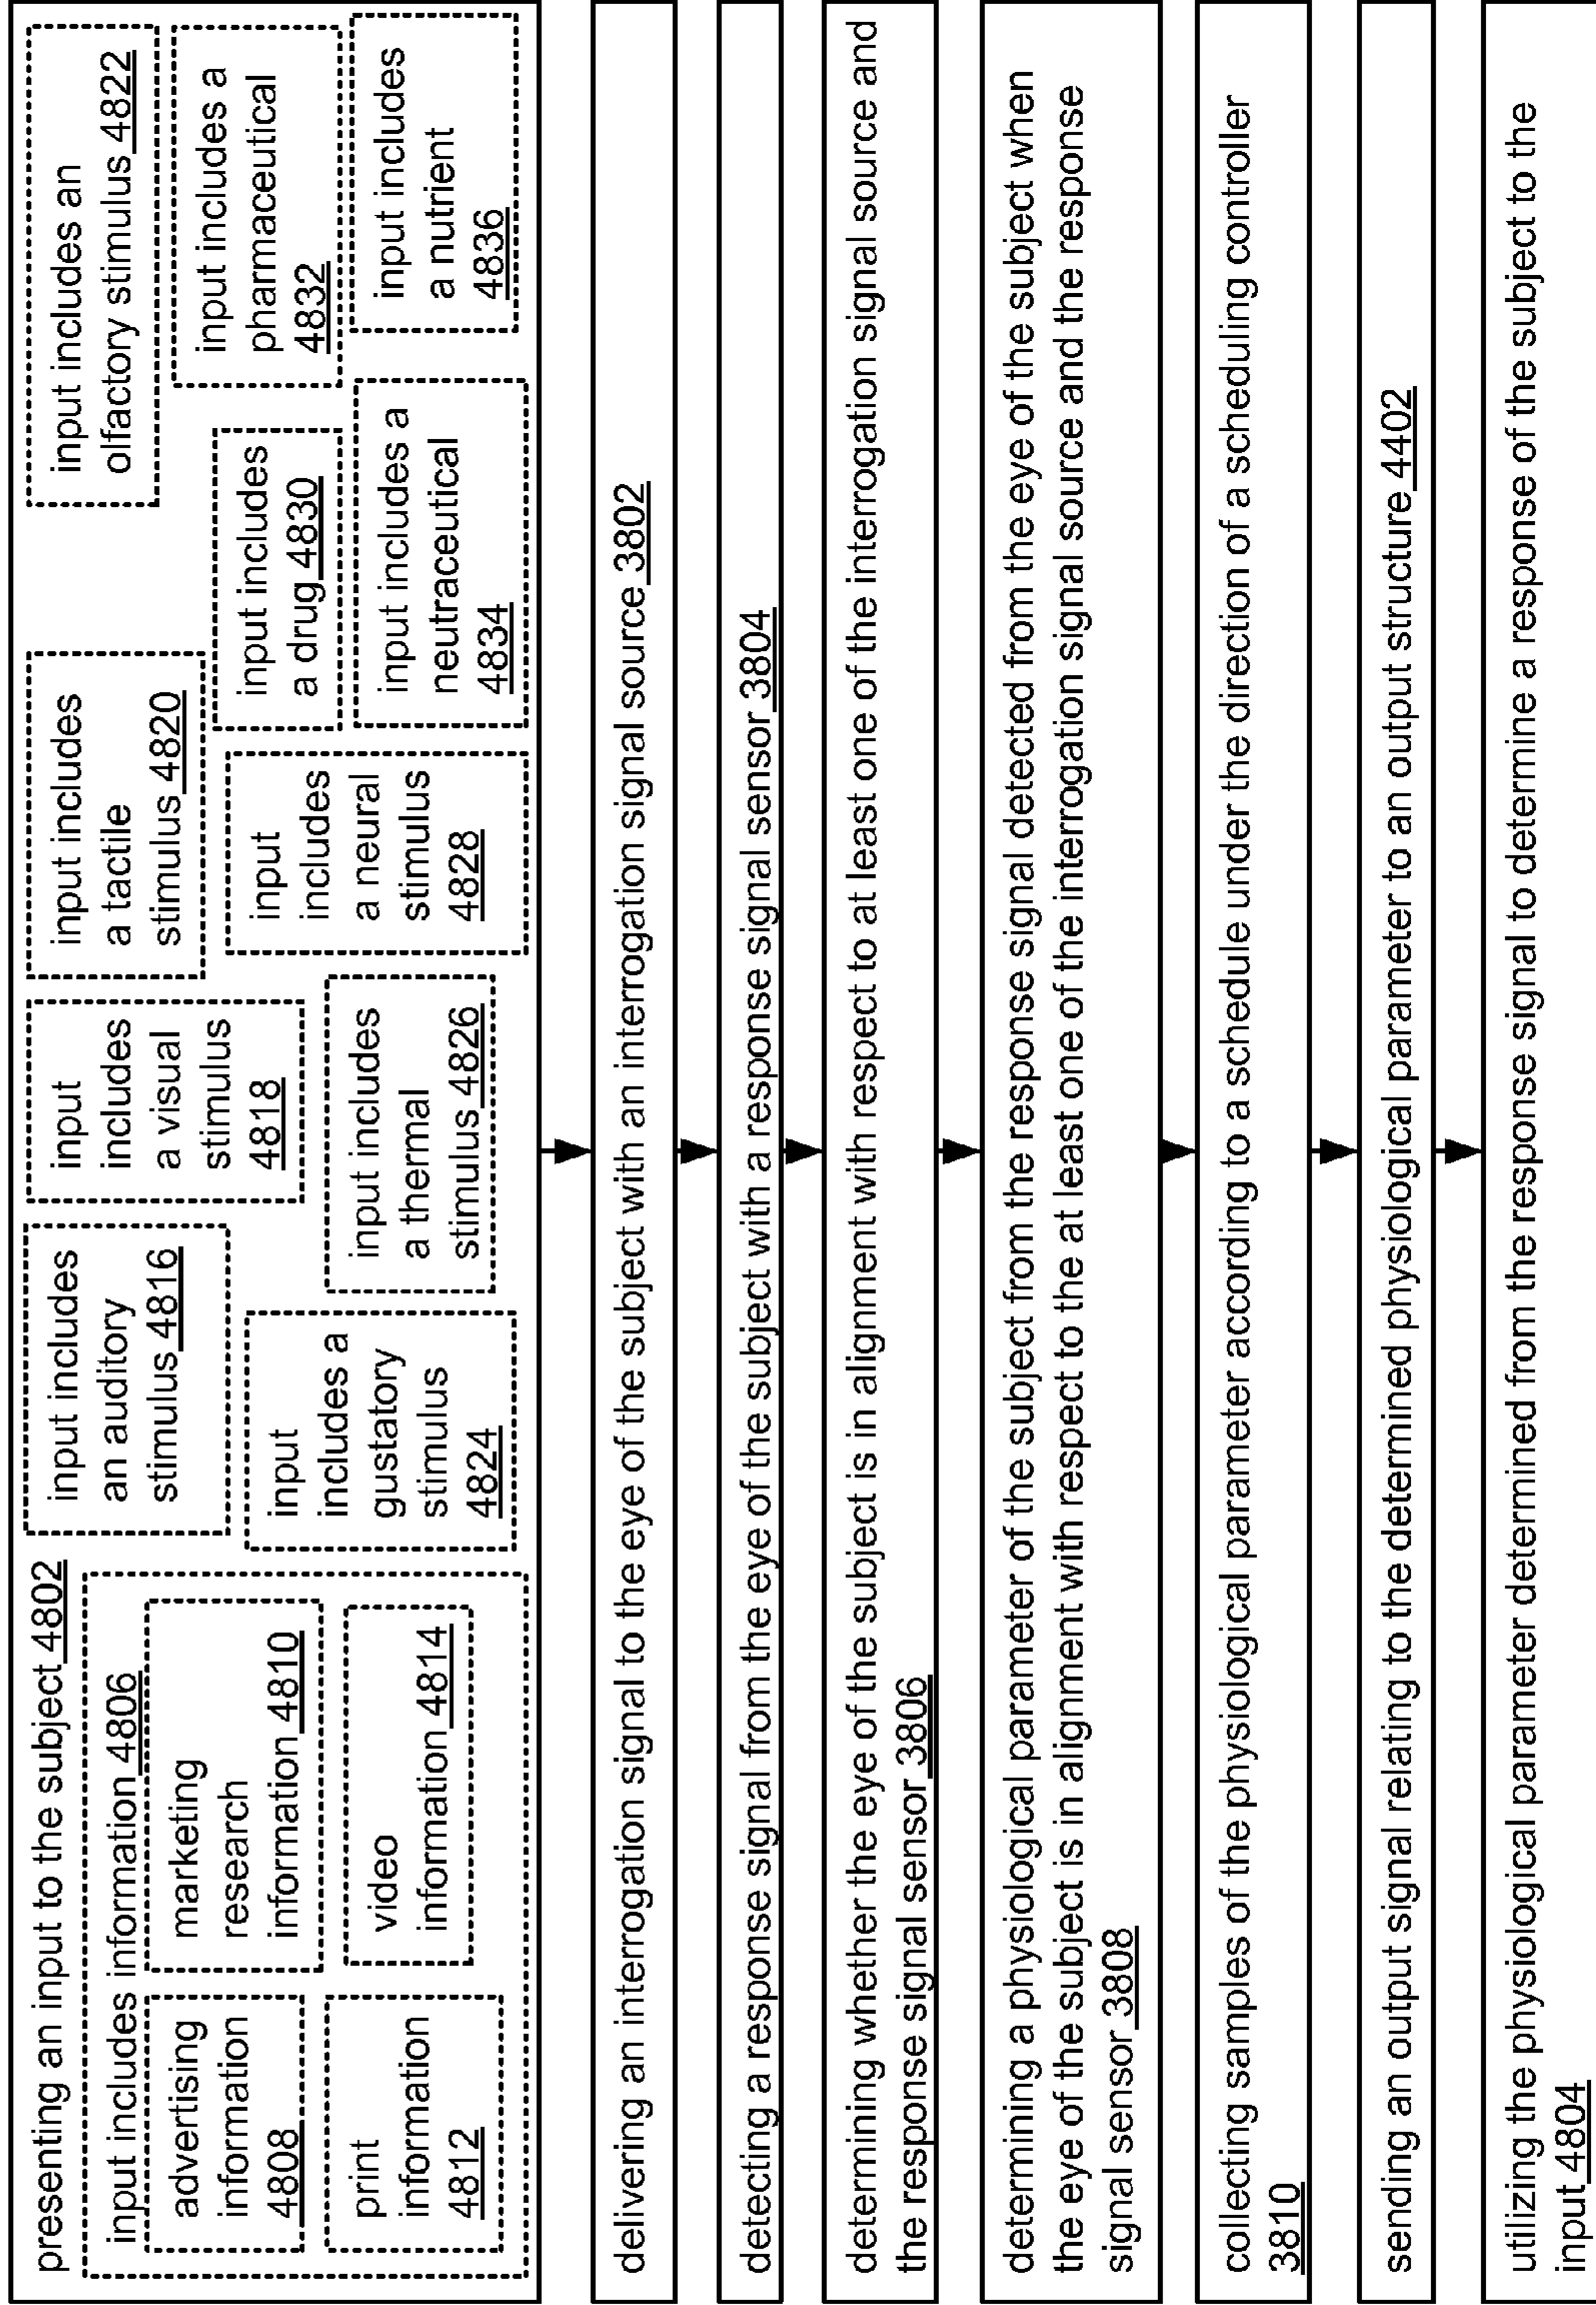 presenting an input to the subject 4802
input includes information 4806
advertising
information
4808
marketing
research
information 4810
print
information
4812
video
information 4814
input includes
an auditory
stimulus 4816
input
includes
a visual
stimulus
4818
input includes
a tactile
stimulus 4820
input includes an
olfactory stimulus 4822
input
includes a
gustatory
stimulus
4824
input includes
a thermal
stimulus 4826
input
includes
a neural
stimulus
4828
input includes
a drug 4830
input includes a
pharmaceutical
4832
input includes a
neutraceutical
4834
input includes
a nutrient
4836
delivering an interrogation signal to the eye of the subject with an interrogation signal source 3802
detecting a response signal from the eye of the subject with a response signal sensor 3804
determining whether the eye of the subject is in alignment with respect to at least one of the interrogation signal source and
the response signal sensor 3806
determining a physiological parameter of the subject from the response signal detected from the eye of the subject when
the eye of the subject is in alignment with respect to the at least one of the interrogation signal source and the response
signal sensor 3808
collecting samples of the physiological parameter according to a schedule under the direction of a scheduling controller
3810
sending an output signal relating to the determined physiological parameter to an output structure 4402
utilizing the physiological parameter determined from the response signal to determine a response of the subject to the
input 4804